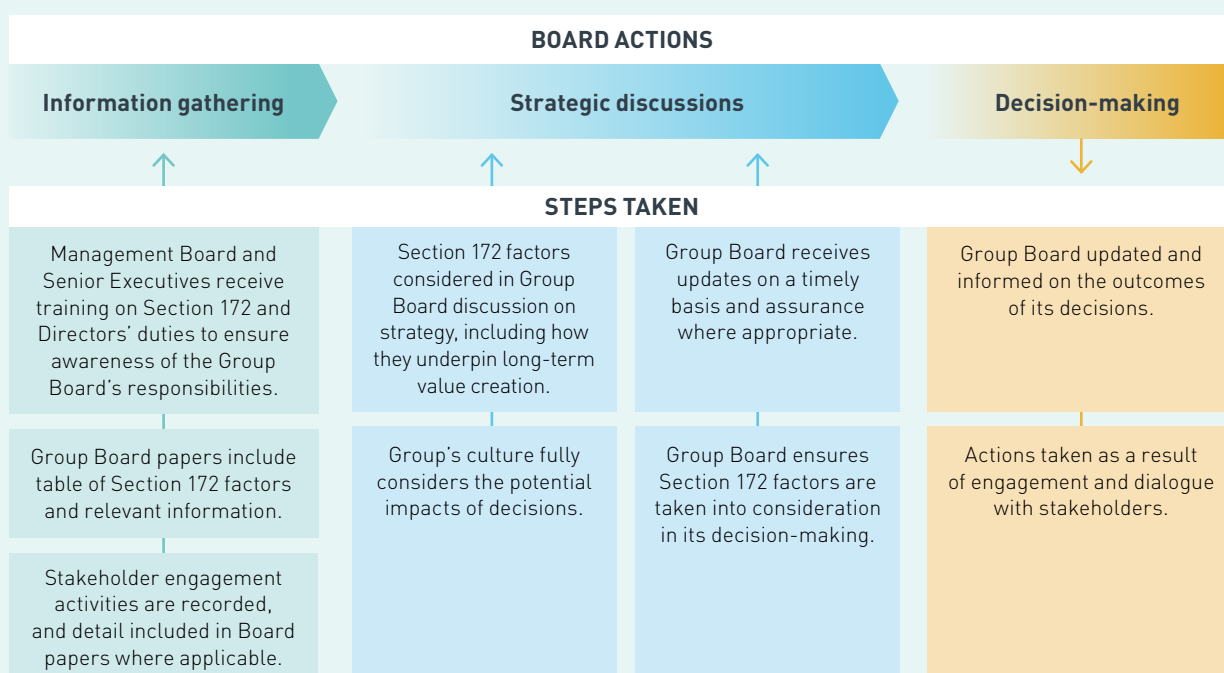 BOARD ACTIONS
Information gathering
Strategic discussions
Decision-making
STEPS TAKEN
Management Board and
Senior Executives receive
training on Section 172 and
Directors’ duties to ensure
awareness of the Group
Board’s responsibilities.
Group Board papers include
table of Section 172 factors
and relevant information.
Stakeholder engagement
activities are recorded,
and detail included in Board
papers where applicable.
Section 172 factors
considered in Group
Board discussion on
strategy, including how
they underpin long-term
value creation.
Group’s culture fully
considers the potential
impacts of decisions.
Group Board receives
updates on a timely
basis and assurance
where appropriate.
Group Board ensures
Section 172 factors are
taken into consideration
in its decision-making.
Group Board updated and
informed on the outcomes
of its decisions.
Actions taken as a result
of engagement and dialogue
with stakeholders.